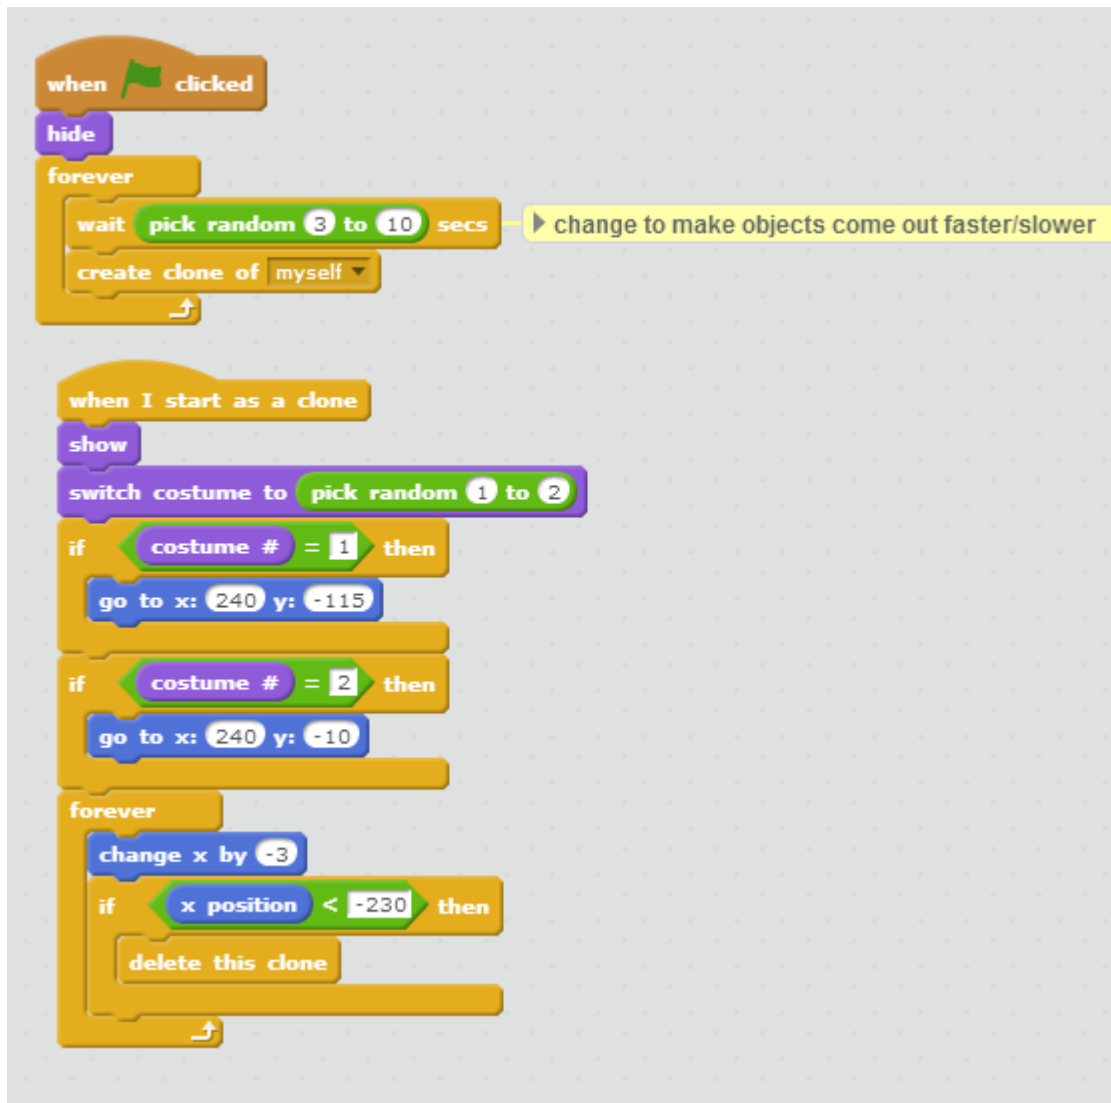 when clicked
hide
forever
wait pick random 3 to 10 secs
change to make objects come out faster/slower
create clone of myself
when I start as a clone
show
switch costume to pick random 1 to 2
if costume # = 1 then
go to x: 240 y: -115
if costume # = 2 then
go to x: 240 y: -10
forever
change x by -3
if x position < -230 then
delete this clone